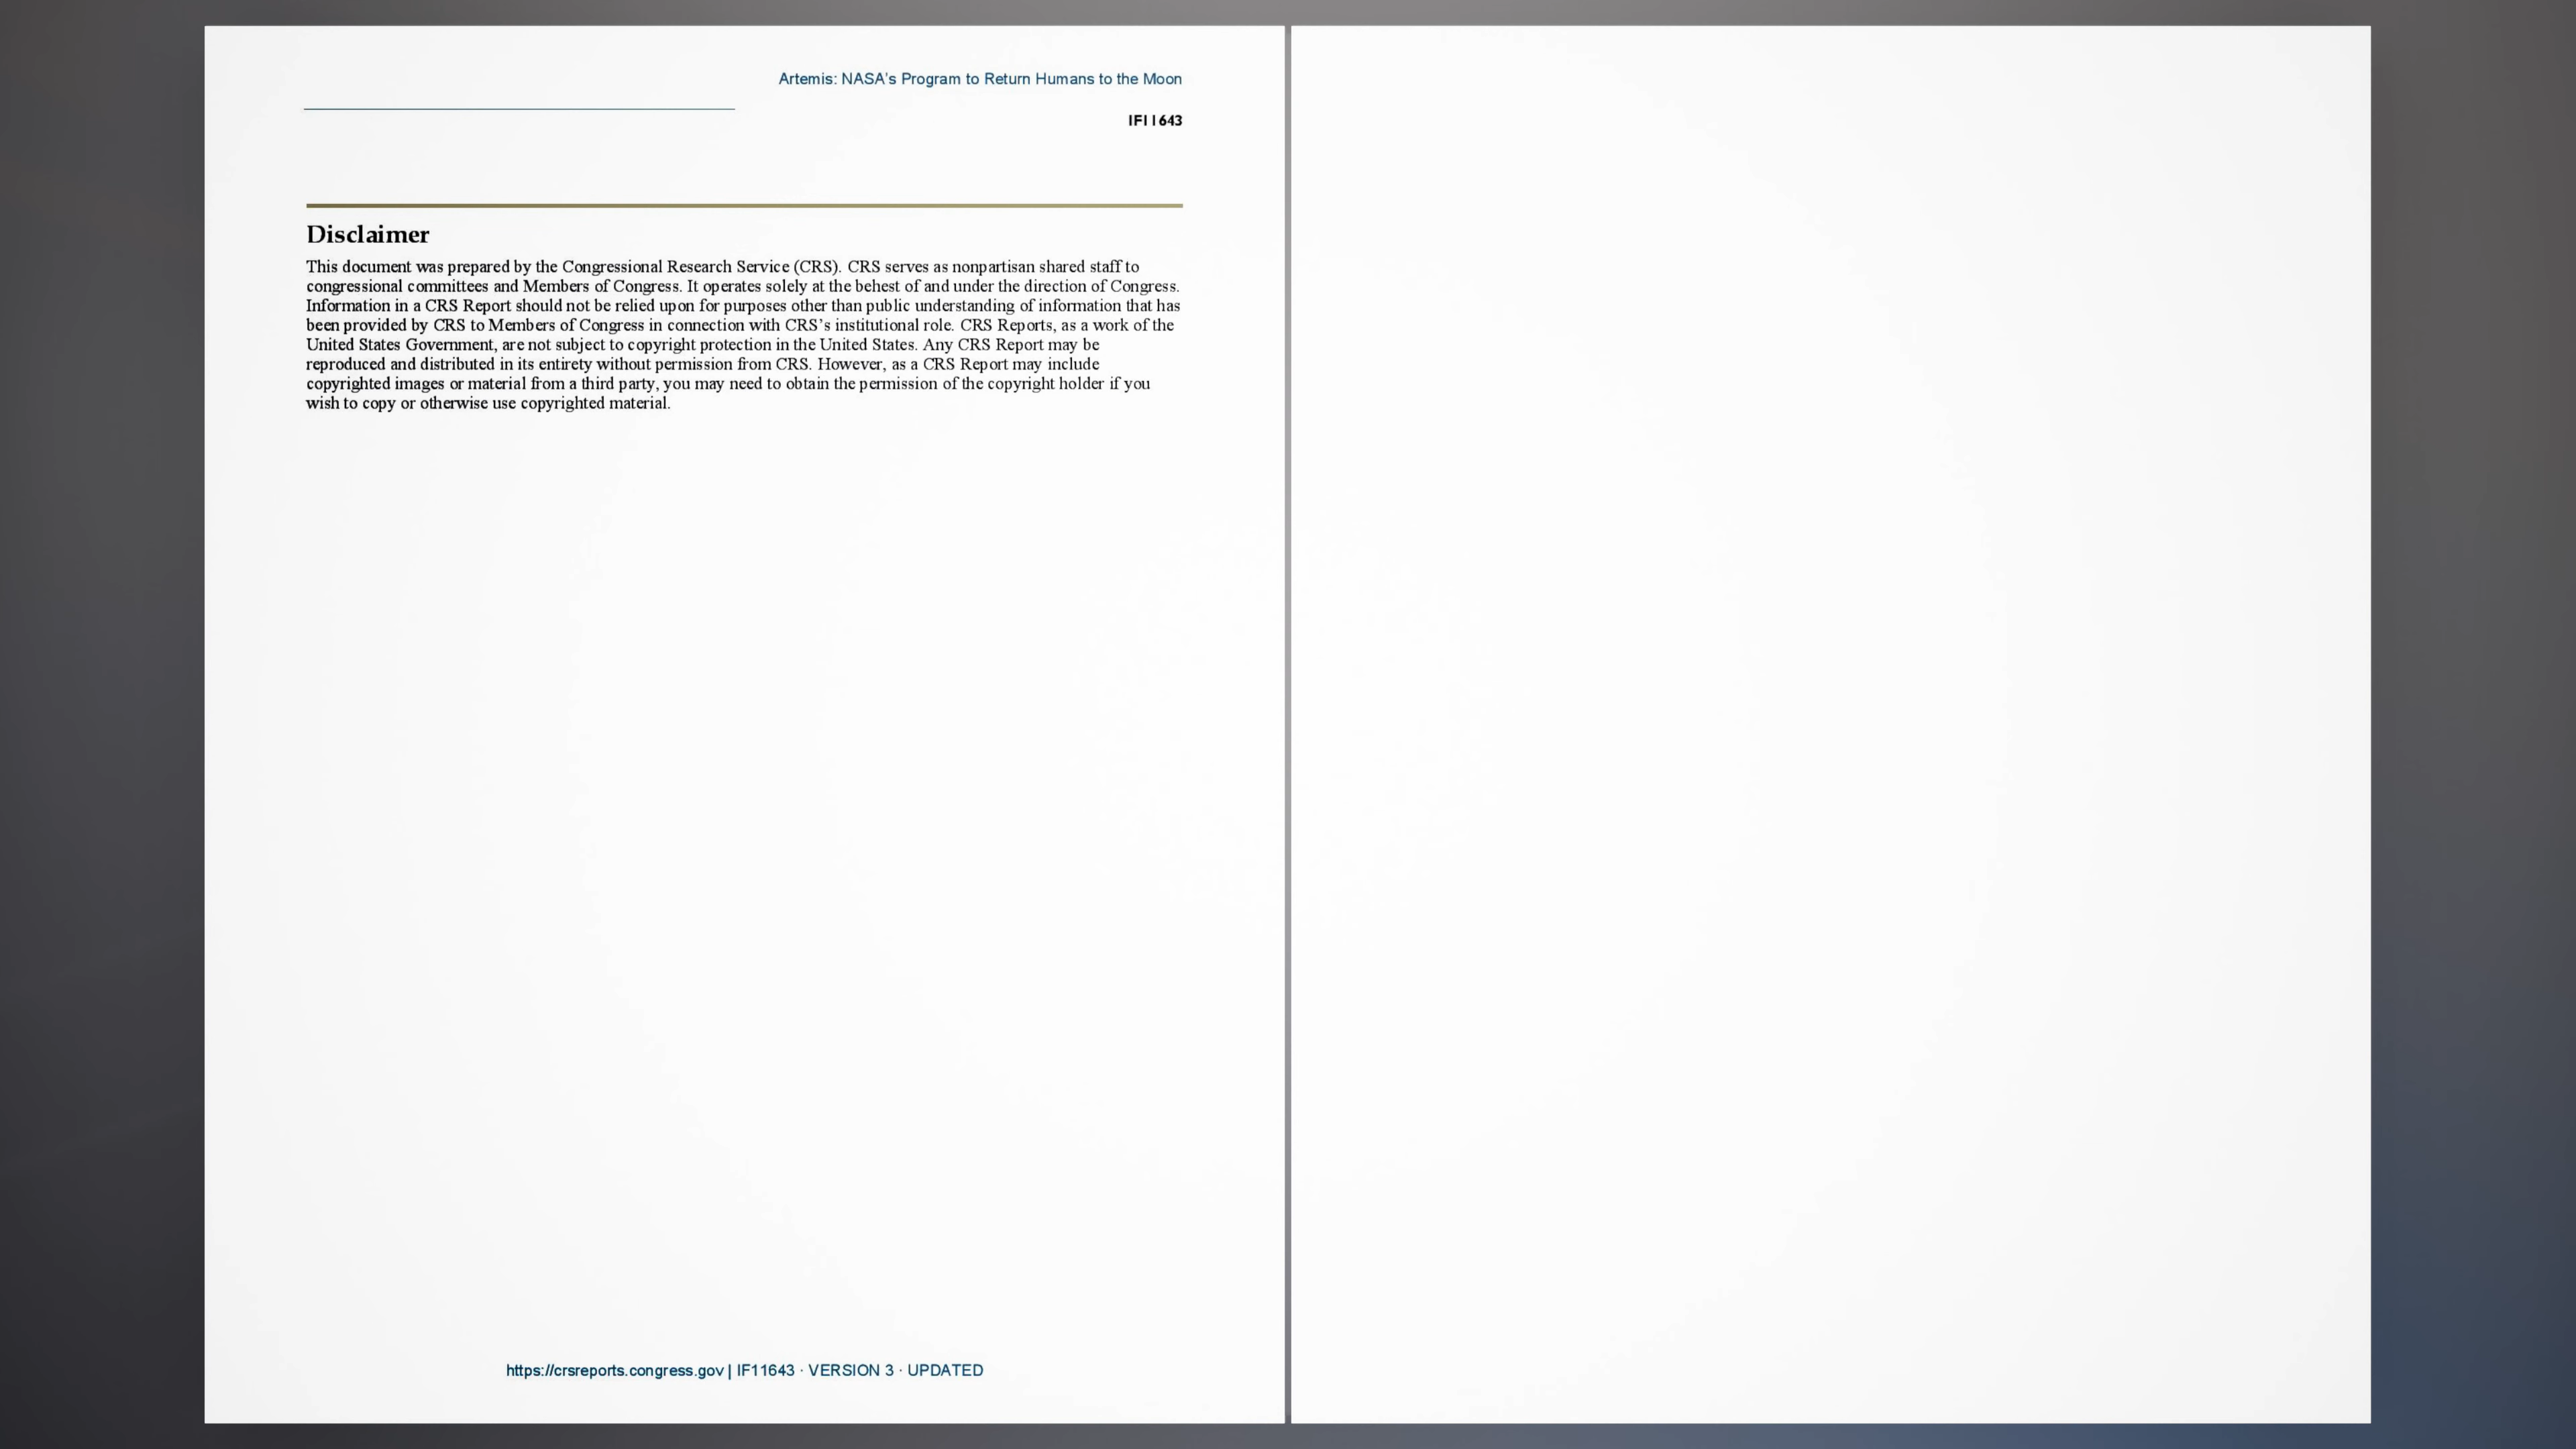 Artemis: NASA's Program to Return Humans to the Moon
IF11643
Disclaimer
This document was prepared by the Congressional Research Service (CRS). CRS serves as nonpartisan shared staff to
congressional committees and Members of Congress. It operates solely at the behest of and under the direction of Congress.
Information in a CRS Report should not be relied upon for purposes other than public understanding of information that has
been provided by CRS to Members of Congress in connection with CRS's institutional role. CRS Reports, as a work of the
United States Government, are not subject to copyright protection in the United States. Any CRS Report may be
reproduced and distributed in its entirety without permission from CRS. However, as a CRS Report may include
copyrighted images or material from a third party, you may need to obtain the permission of the copyright holder if you
wish to copy or otherwise use copyrighted material.
https://crsreports.congress.gov | IF11643 · VERSION 3 · UPDATED